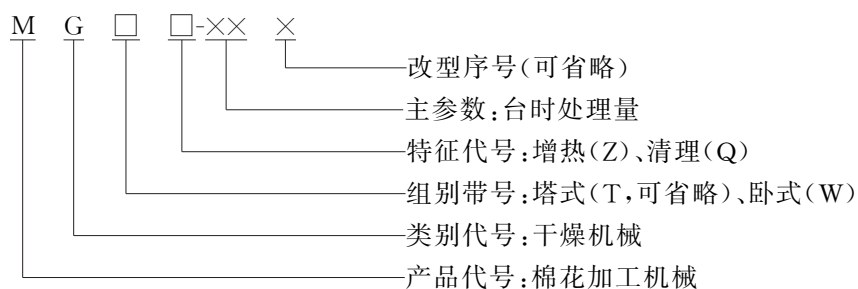 M G □ □-×× ×
改型序号(可省略)
主参数:台时处理量
特征代号:增热(Z)、清理(Q)
组别带号:塔式(T,可省略)、卧式(W)
类别代号:干燥机械
产品代号:棉花加工机械